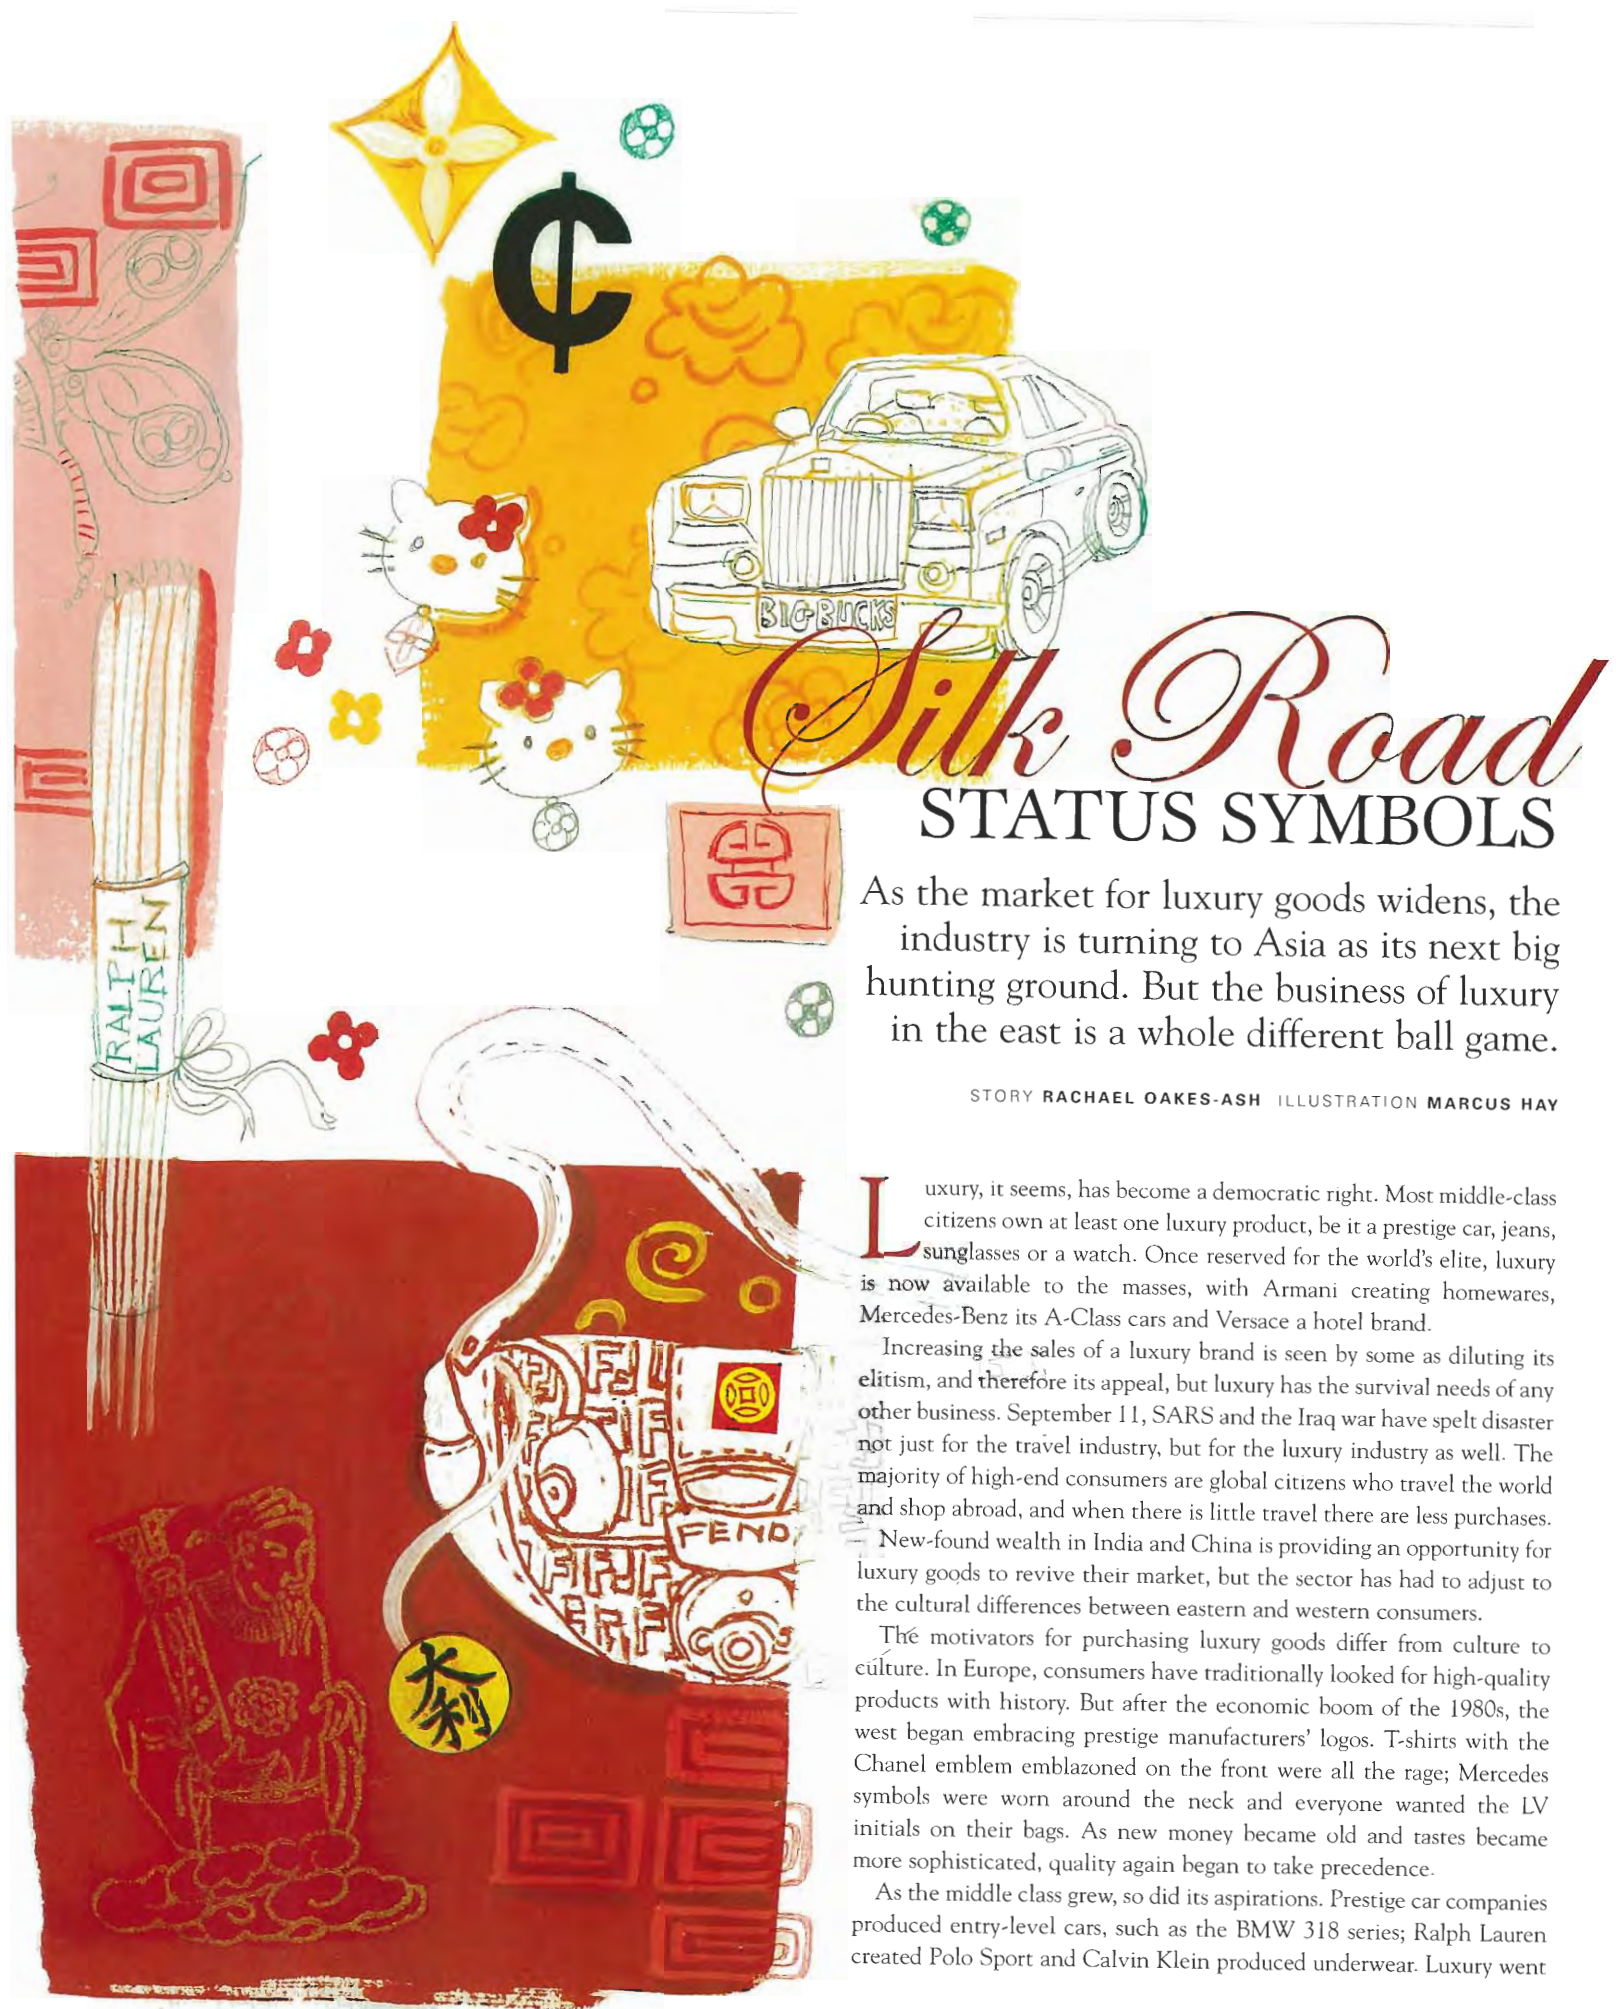 ₵
BIG BUCKS
Silk Road
STATUS SYMBOLS
As the market for luxury goods widens, the
industry is turning to Asia as its next big
hunting ground. But the business of luxury
in the east is a whole different ball game.
STORY RACHAEL OAKES-ASH ILLUSTRATION MARCUS HAY
RALPH
LAUREN
Luxury, it seems, has become a democratic right. Most middle-class
citizens own at least one luxury product, be it a prestige car, jeans,
sunglasses or a watch. Once reserved for the world's elite, luxury
is now available to the masses, with Armani creating homewares,
Mercedes-Benz its A-Class cars and Versace a hotel brand.
Increasing the sales of a luxury brand is seen by some as diluting its
elitism, and therefore its appeal, but luxury has the survival needs of any
other business. September 11, SARS and the Iraq war have spelt disaster
not just for the travel industry, but for the luxury industry as well. The
majority of high-end consumers are global citizens who travel the world
and shop abroad, and when there is little travel there are less purchases.
New-found wealth in India and China is providing an opportunity for
luxury goods to revive their market, but the sector has had to adjust to
the cultural differences between eastern and western consumers.
The motivators for purchasing luxury goods differ from culture to
culture. In Europe, consumers have traditionally looked for high-quality
products with history. But after the economic boom of the 1980s, the
west began embracing prestige manufacturers' logos. T-shirts with the
Chanel emblem emblazoned on the front were all the rage; Mercedes
symbols were worn around the neck and everyone wanted the LV
initials on their bags. As new money became old and tastes became
more sophisticated, quality again began to take precedence.
As the middle class grew, so did its aspirations. Prestige car companies
produced entry-level cars, such as the BMW 318 series; Ralph Lauren
created Polo Sport and Calvin Klein produced underwear. Luxury went
FEND
大利